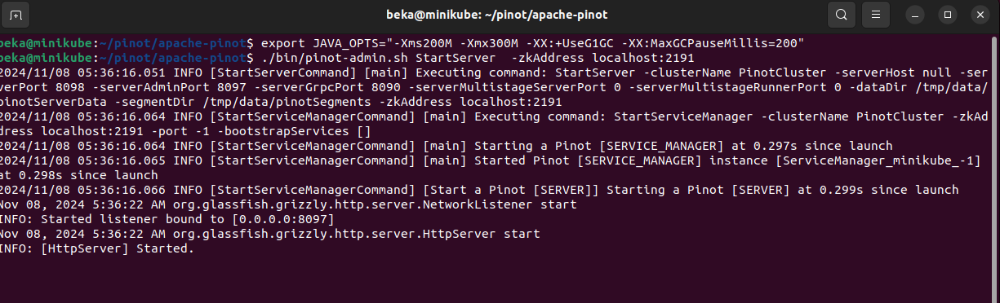 beka@minikube: ~/pinot/apache-pinot
beka@minikube:~/pinot/apache-pinot$ export JAVA_OPTS="-Xms200M -Xmx300M -XX:+UseG1GC -XX:MaxGCPauseMillis=200"
beka@minikube:~/pinot/apache-pinot$ ./bin/pinot-admin.sh StartServer  -zkAddress localhost:2191
2024/11/08 05:36:16.051 INFO [StartServerCommand] [main] Executing command: StartServer -clusterName PinotCluster -serverHost null -ser
verPort 8098 -serverAdminPort 8097 -serverGrpcPort 8090 -serverMultistageServerPort 0 -serverMultistageRunnerPort 0 -dataDir /tmp/data/
pinotServerData -segmentDir /tmp/data/pinotSegments -zkAddress localhost:2191
2024/11/08 05:36:16.064 INFO [StartServiceManagerCommand] [main] Executing command: StartServiceManager -clusterName PinotCluster -zkAd
dress localhost:2191 -port -1 -bootstrapServices []
2024/11/08 05:36:16.064 INFO [StartServiceManagerCommand] [main] Starting a Pinot [SERVICE_MANAGER] at 0.297s since launch
2024/11/08 05:36:16.065 INFO [StartServiceManagerCommand] [main] Started Pinot [SERVICE_MANAGER] instance [ServiceManager_minikube_-1]
at 0.298s since launch
2024/11/08 05:36:16.066 INFO [StartServiceManagerCommand] [Start a Pinot [SERVER]] Starting a Pinot [SERVER] at 0.299s since launch
Nov 08, 2024 5:36:22 AM org.glassfish.grizzly.http.server.NetworkListener start
INFO: Started listener bound to [0.0.0.0:8097]
Nov 08, 2024 5:36:22 AM org.glassfish.grizzly.http.server.HttpServer start
INFO: [HttpServer] Started.